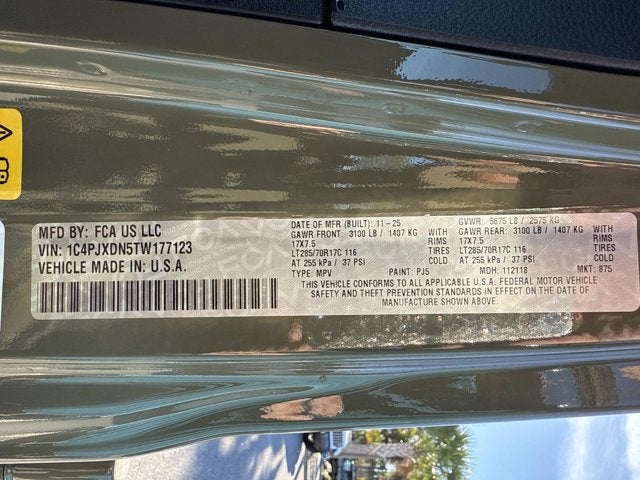 MFD BY: FCA US LLC
VIN: 1C4PJXDN5TW177123
VEHICLE MADE IN: U.S.A.
DATE OF MFR (BUILT): 11-25 GVWR: 5675 LB / 2575 KG
GAWR FRONT: 3100 LB / 1407 KG WITH GAWR REAR: 3100 LB / 1407 KG WITH
17X7.5 RIMS 17X7.5 RIMS
LT285/70R17C 116 LT285/70R17C 116
AT 255 kPa / 37 PSI COLD AT 255 kPa / 37 PSI COLD
TYPE: MPV PAINT: PJ5 MDH: 112118 MKT: 875
THIS VEHICLE CONFORMS TO ALL APPLICABLE U.S.A. FEDERAL MOTOR VEHICLE
SAFETY AND THEFT PREVENTION STANDARDS IN EFFECT ON THE DATE OF
MANUFACTURE SHOWN ABOVE.